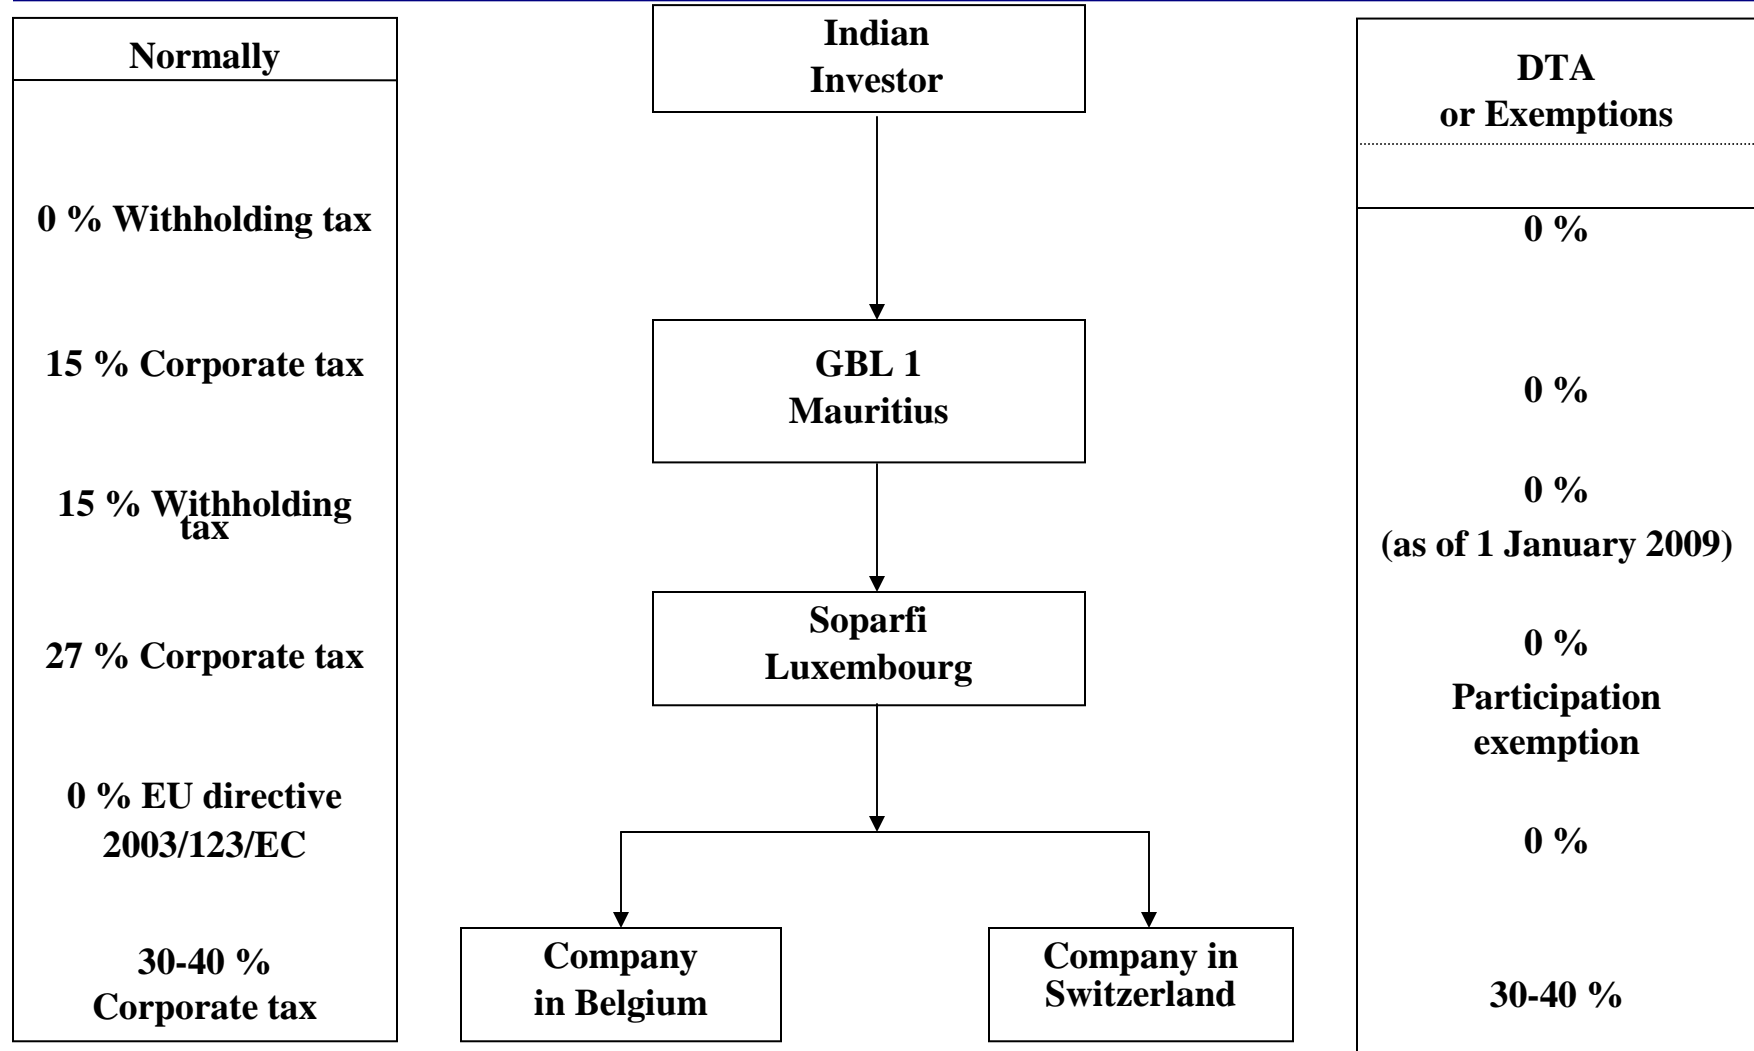 Normally
0 % Withholding tax
15 % Corporate tax
15 % Withholding
tax
27 % Corporate tax
0 % EU directive
2003/123/EC
30-40 %
Corporate tax
Indian
Investor
GBL 1
Mauritius
Soparfi
Luxembourg
Company
in Belgium
Company in
Switzerland
DTA
or Exemptions
0 %
0 %
0 %
(as of 1 January 2009)
0 %
Participation
exemption
0 %
30-40 %